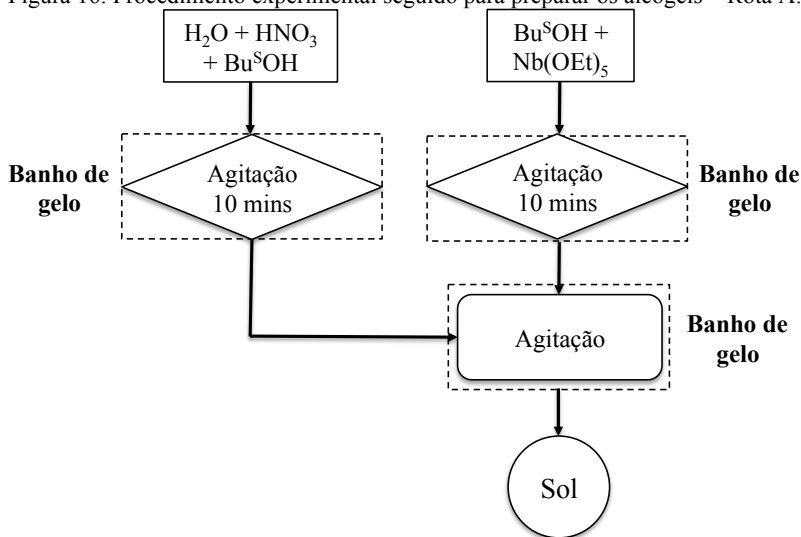 Figura 16: Procedimento experimental seguido para preparar os alcogéis – Rota A.
H₂O + HNO₃
+ BuˢOH
BuˢOH +
Nb(OEt)₅
Banho de
gelo
Agitação
10 mins
Agitação
10 mins
Banho de
gelo
Agitação
Banho de
gelo
Sol